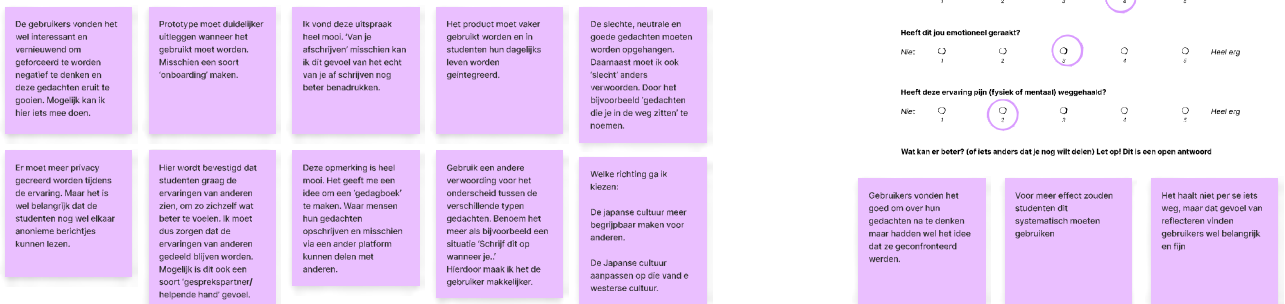 De gebruikers vonden het
wel interessant en
vernieuwend om
geforceerd te worden
negatief te denken en
deze gedachten eruit te
gooien. Mogelijk kan ik
hier iets mee doen.
Prototype moet duidelijker
uitleggen wanneer het
gebruikt moet worden.
Misschien een soort
'onboarding' maken.
Ik vond deze uitspraak
heel mooi. 'Van je
afschrijven' misschien kan
ik dit gevoel van het echt
van je af schrijven nog
beter benadrukken.
Het product moet vaker
gebruikt worden en in
studenten hun dagelijks
leven worden
geintegreerd.
De slechte, neutrale en
goede gedachten moeten
worden opgehangen.
Daarnaast moet ik ook
'slecht' anders
verwoorden. Door het
bijvoorbeeld 'gedachten
die je in de weg zitten' te
noemen.
Er moet meer privacy
gecreerd worden tijdens
de ervaring. Maar het is
wel belangrijk dat de
studenten nog wel elkaar
anonieme berichtjes
kunnen lezen.
Hier wordt bevestigd dat
studenten graag de
ervaringen van anderen
zien, om zo zichzelf wat
beter te voelen. Ik moet
dus zorgen dat de
ervaringen van anderen
gedeeld blijven worden.
Mogelijk is dit ook een
soort 'gesprekspartner/
helpende hand' gevoel.
Deze opmerking is heel
mooi. Het geeft me een
idee om een 'gedagboek'
te maken. Waar mensen
hun gedachten
opschrijven en misschien
via een ander platform
kunnen delen met
anderen.
Gebruik een andere
verwoording voor het
onderscheid tussen de
verschillende typen
gedachten. Benoem het
meer als bijvoorbeeld een
situatie 'Schrijf dit op
wanneer je..'
Hierdoor maak ik het de
gebruiker makkelijker.
Welke richting ga ik
kiezen:
De japanse cultuur meer
begrijpbaar maken voor
anderen.
De Japanse cultuur
aanpassen op die vand e
westerse cultuur.
1 2 3 4 5
Heeft dit jou emotioneel geraakt?
Niet Heel erg
1 2 3 4 5
Heeft deze ervaring pijn (fysiek of mentaal) weggehaald?
Niet Heel erg
1 2 3 4 5
Wat kan er beter? (of iets anders dat je nog wilt delen) Let op! Dit is een open antwoord
Gebruikers vonden het
goed om over hun
gedachten na te denken
maar hadden wel het idee
dat ze geconfronteerd
werden.
Voor meer effect zouden
studenten dit
systematisch moeten
gebruiken
Het haalt niet per se iets
weg, maar dat gevoel van
reflecteren vinden
gebruikers wel belangrijk
en fijn